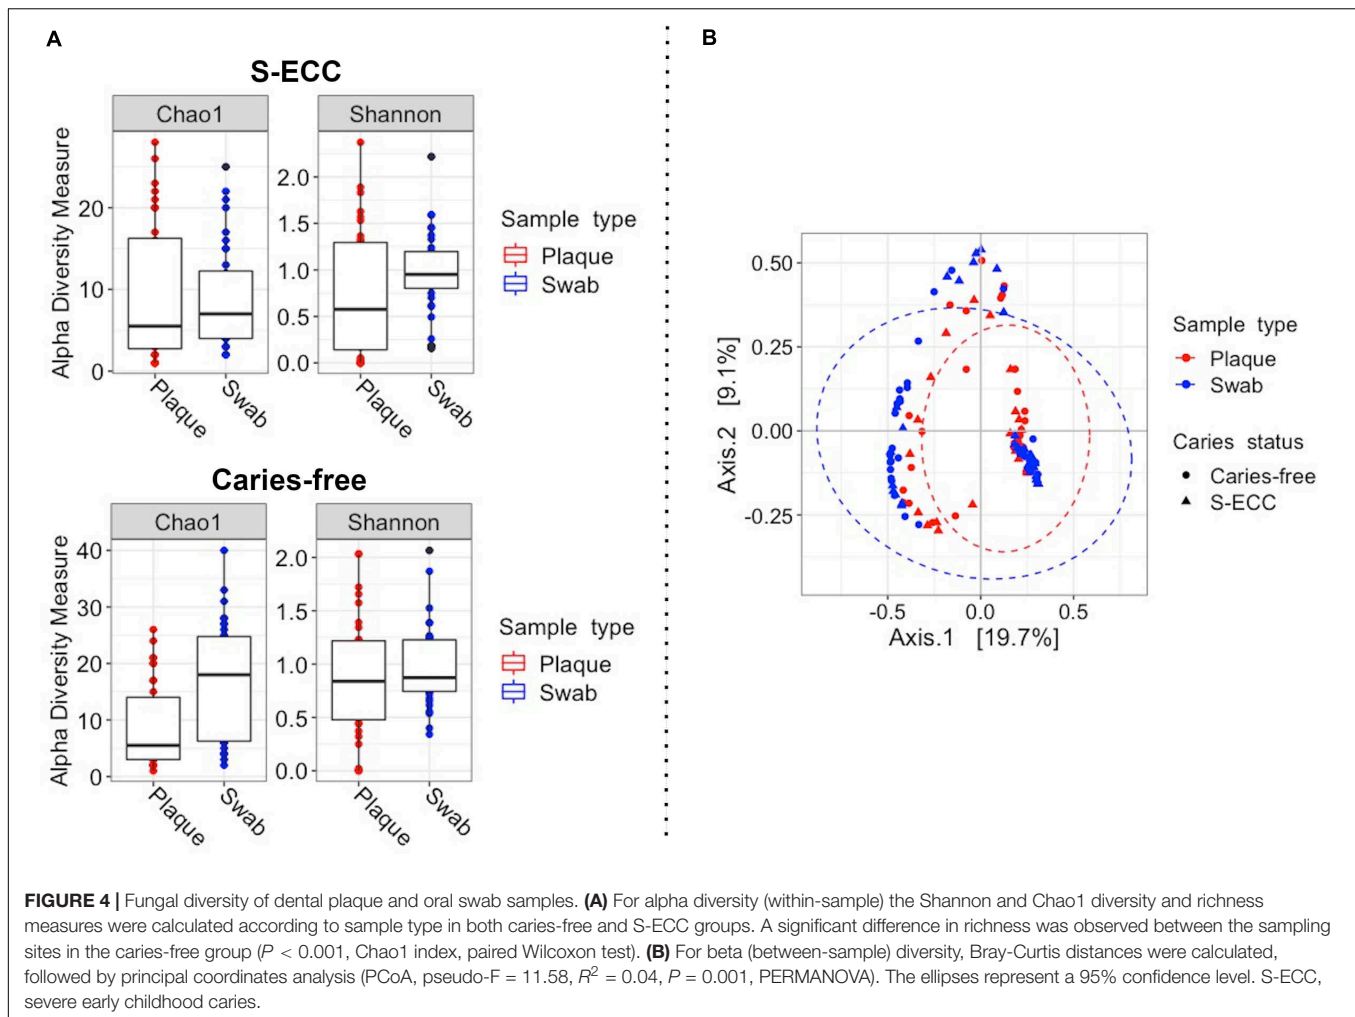 A
S-ECC
Chao1
Shannon
Alpha Diversity Measure
20
10
0
2.0
1.5
1.0
0.5
0.0
Plaque
Swab
Plaque
Swab
Sample type
Plaque
Swab
Caries-free
Chao1
Shannon
Alpha Diversity Measure
40
30
20
10
0
2.0
1.5
1.0
0.5
0.0
Plaque
Swab
Plaque
Swab
Sample type
Plaque
Swab
B
Axis.2 [9.1%]
0.50
0.25
0.00
-0.25
-0.5
0.0
0.5
Axis.1 [19.7%]
Sample type
Plaque
Swab
Caries status
Caries-free
S-ECC
FIGURE 4 | Fungal diversity of dental plaque and oral swab samples. (A) For alpha diversity (within-sample) the Shannon and Chao1 diversity and richness
measures were calculated according to sample type in both caries-free and S-ECC groups. A significant difference in richness was observed between the sampling
sites in the caries-free group (P < 0.001, Chao1 index, paired Wilcoxon test). (B) For beta (between-sample) diversity, Bray-Curtis distances were calculated,
followed by principal coordinates analysis (PCoA, pseudo-F = 11.58, R² = 0.04, P = 0.001, PERMANOVA). The ellipses represent a 95% confidence level. S-ECC,
severe early childhood caries.